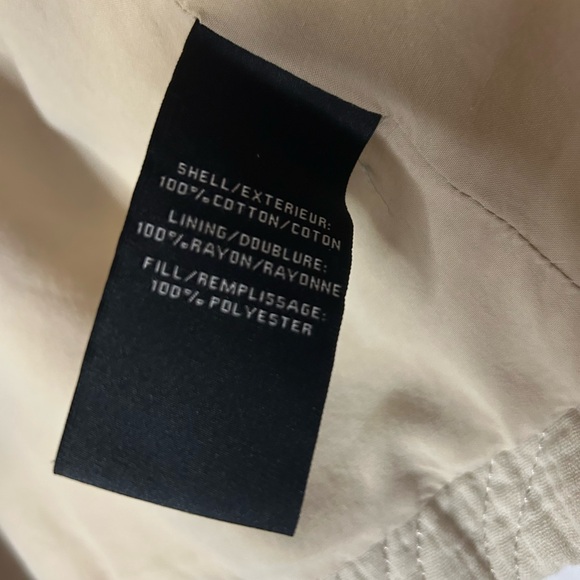 SHELL/EXTERIEUR:
100% COTTON/COTON
LINING/DOUBLURE:
100% RAYON/RAYONNE
FILL/REMPLISSAGE:
100% POLYESTER